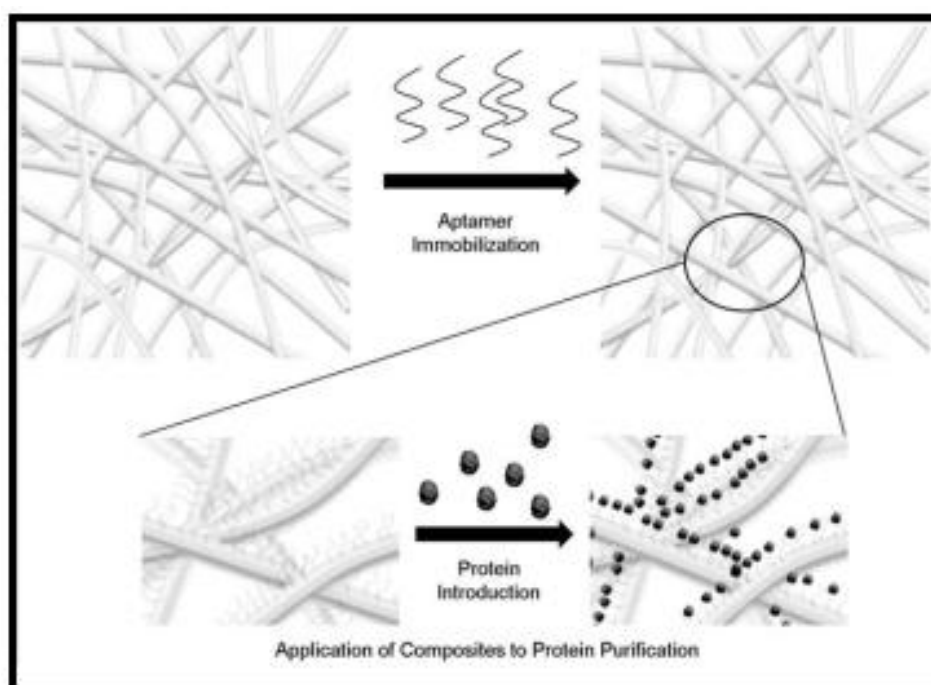 Aptamer
Immobilization
Protein
Introduction
Application of Composites to Protein Purification